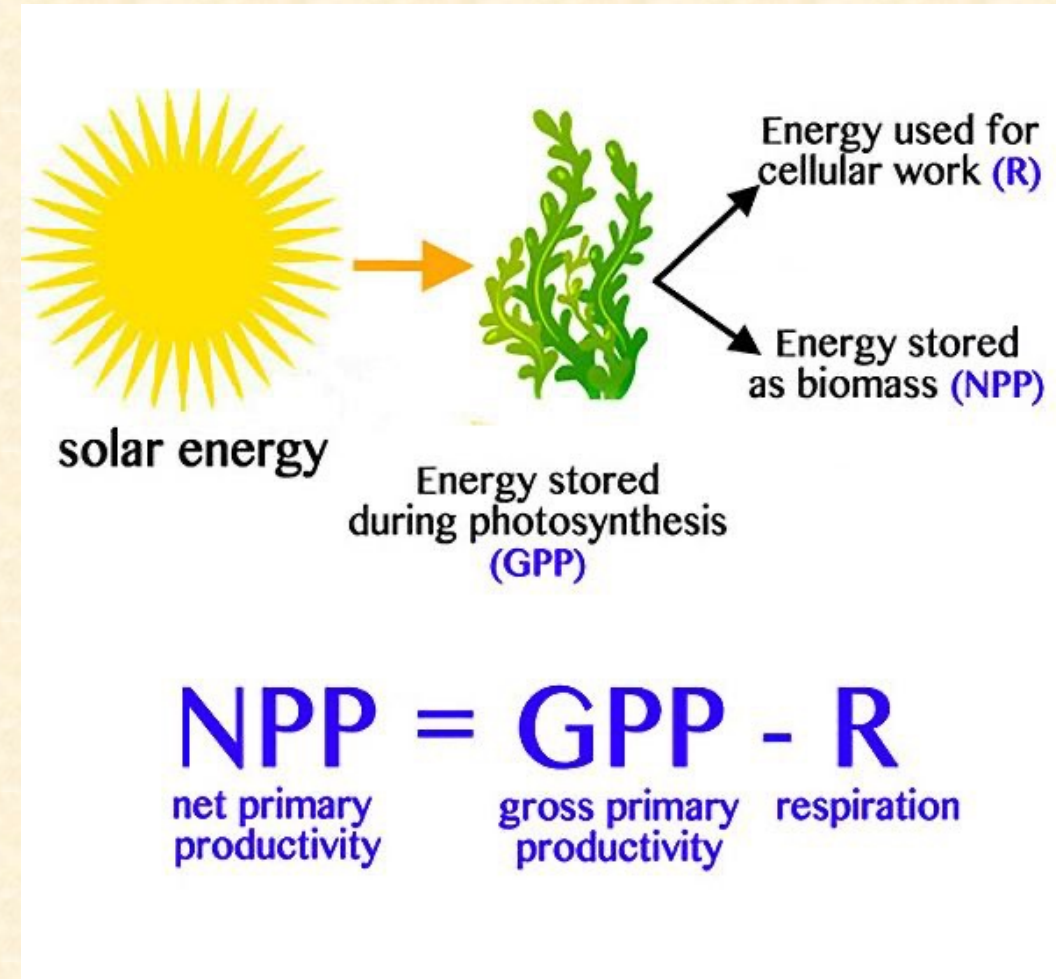 Energy used for
cellular work (R)
Energy stored
as biomass (NPP)
solar energy
Energy stored
during photosynthesis
(GPP)
NPP = GPP - R
net primary gross primary respiration
productivity productivity